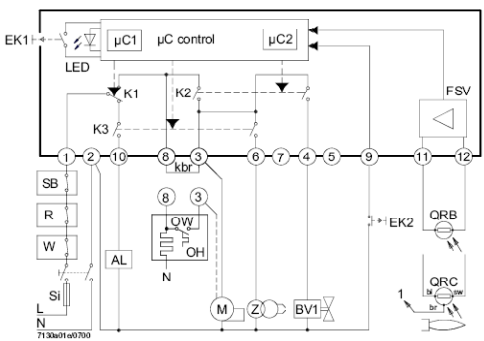 EK1
LED
µC1
µC control
µC2
K1
K2
K3
FSV
1
2
10
8
3
6
7
4
5
9
11
12
kbr
SB
R
W
8
3
OW
OH
N
AL
EK2
QRB
QRC
bl
sw
br
1
Si
L
N
M
Z
BV1
7130a01e/0700